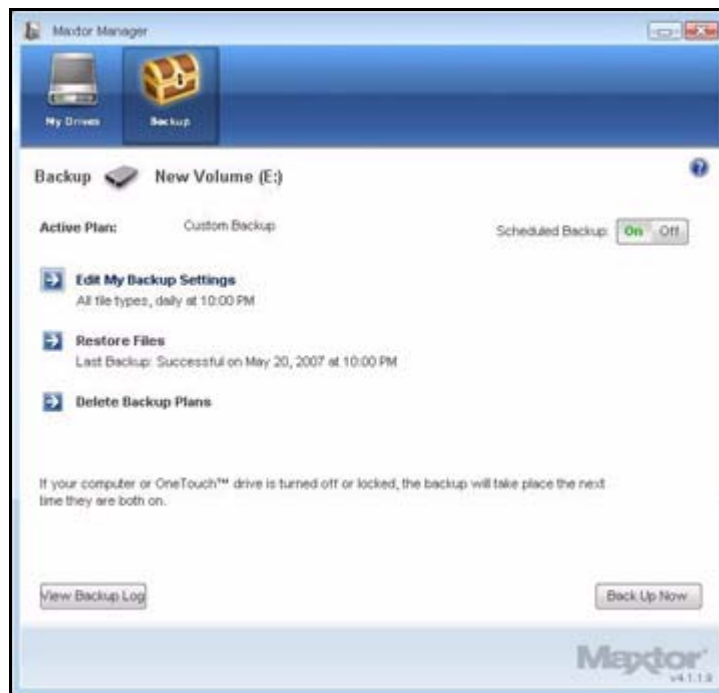 Maxtor Manager
My Drives
Backup
Backup New Volume (E:)
Active Plan: Custom Backup
Scheduled Backup: On Off
Edit My Backup Settings
All file types, daily at 10:00 PM
Restore Files
Last Backup: Successful on May 20, 2007 at 10:00 PM
Delete Backup Plans
If your computer or OneTouch™ drive is turned off or locked, the backup will take place the next
time they are both on.
View Backup Log
Back Up Now
Maxtor